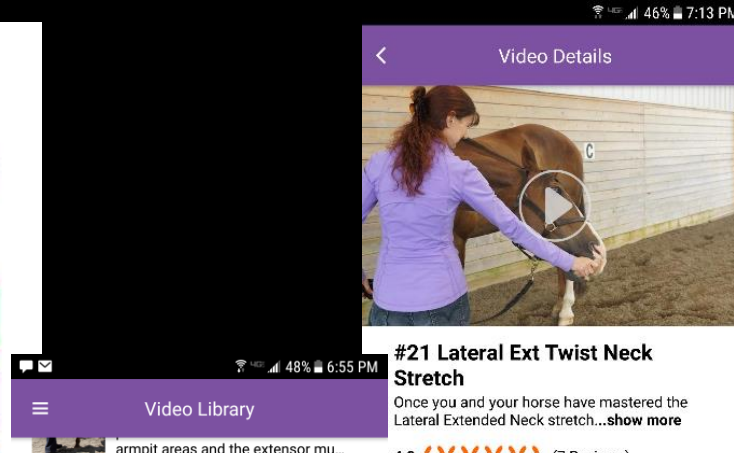 46% 7:13 PM
Video Details
C
#21 Lateral Ext Twist Neck
Stretch
Once you and your horse have mastered the
Lateral Extended Neck stretch...show more
48% 6:55 PM
Video Library
armpit areas and the extensor mu...